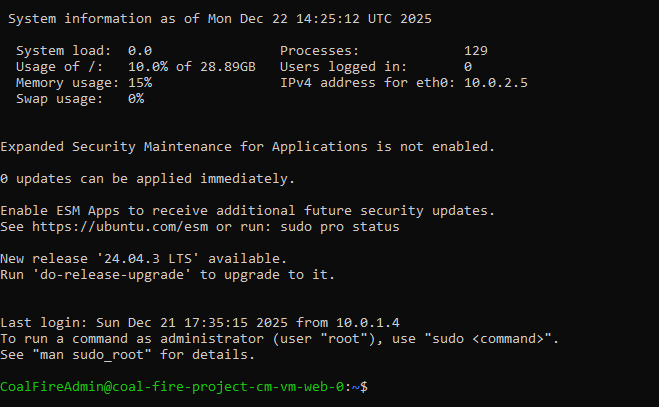 System information as of Mon Dec 22 14:25:12 UTC 2025
System load:  0.0                Processes:             129
Usage of /:   10.0% of 28.89GB   Users logged in:       0
Memory usage: 15%                IPv4 address for eth0: 10.0.2.5
Swap usage:   0%
Expanded Security Maintenance for Applications is not enabled.
0 updates can be applied immediately.
Enable ESM Apps to receive additional future security updates.
See https://ubuntu.com/esm or run: sudo pro status
New release '24.04.3 LTS' available.
Run 'do-release-upgrade' to upgrade to it.
Last login: Sun Dec 21 17:35:15 2025 from 10.0.1.4
To run a command as administrator (user "root"), use "sudo <command>".
See "man sudo_root" for details.
CoalFireAdmin@coal-fire-project-cm-vm-web-0:~$